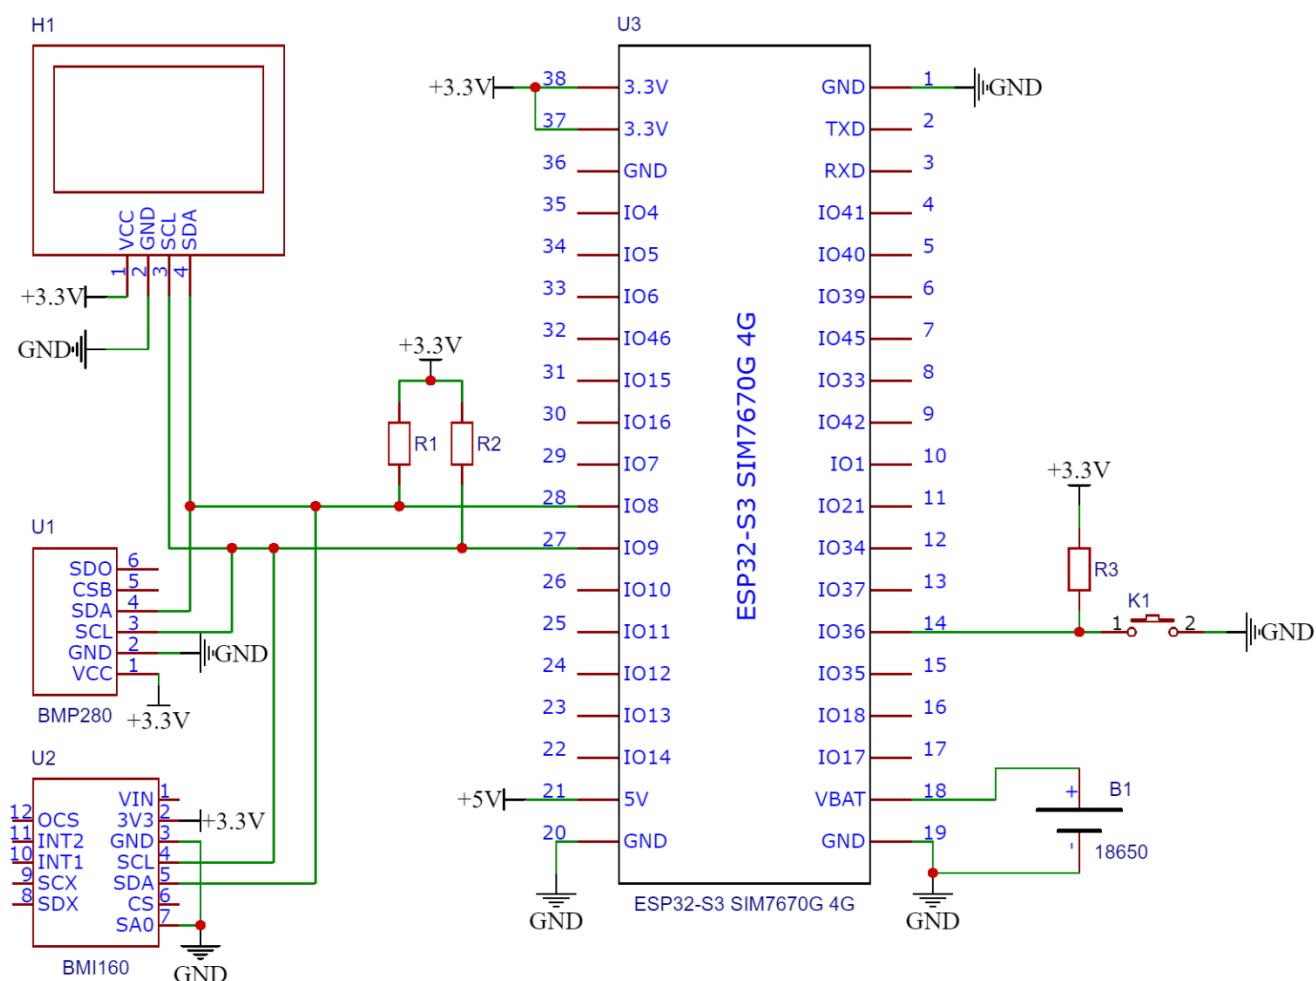 H1
VCC
GND
SCL
SDA
1
2
3
4
+3.3V
GND
+3.3V
R1
R2
U1
SDO 6
CSB 5
SDA 4
SCL 3
GND 2
VCC 1
GND
+3.3V
BMP280
U2
VIN 1
12 OCS 3V3 2
+3.3V
11 INT2 GND 3
10 INT1 SCL 4
9 SCX SDA 5
8 SDX CS 6
SA0 7
GND
BMI160
U3
+3.3V
38 3.3V GND 1
GND
37 3.3V TXD 2
36 GND RXD 3
35 IO4 IO41 4
34 IO5 IO40 5
33 IO6 IO39 6
32 IO46 IO45 7
31 IO15 IO33 8
30 IO16 IO42 9
29 IO7 IO1 10
28 IO8 IO21 11
27 IO9 IO34 12
26 IO10 IO37 13
25 IO11 IO36 14
24 IO12 IO35 15
23 IO13 IO18 16
22 IO14 IO17 17
+5V
21 5V VBAT 18
20 GND GND 19
ESP32-S3 SIM7670G 4G
GND
ESP32-S3 SIM7670G 4G
GND
+3.3V
R3
K1
1 2
GND
+ B1
- 18650